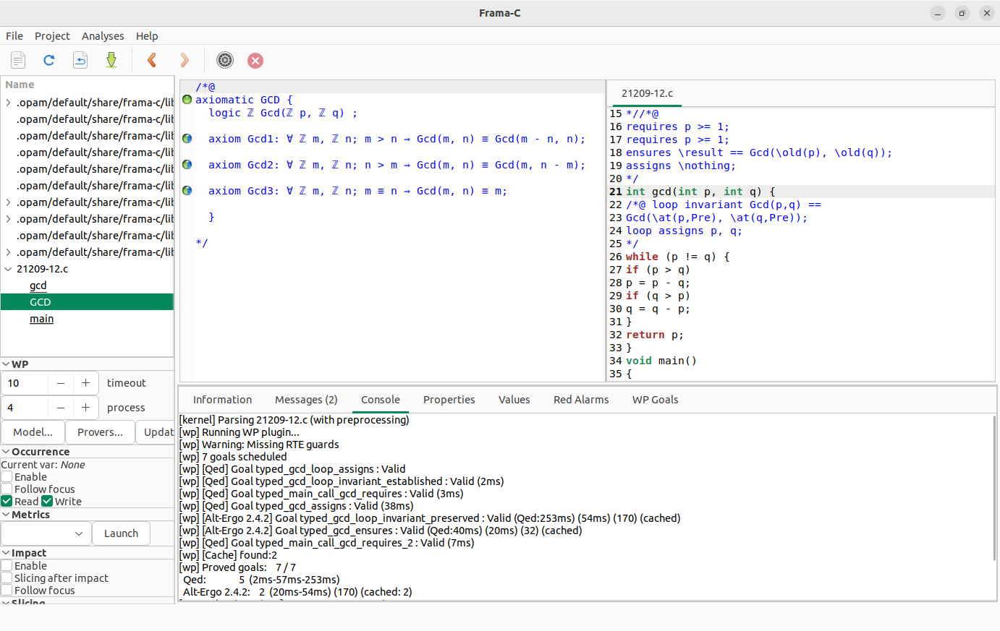 Frama-C
File Project Analyses Help
Name
.opam/default/share/frama-c/lib
.opam/default/share/frama-c/lib
.opam/default/share/frama-c/lib
.opam/default/share/frama-c/lib
.opam/default/share/frama-c/lib
.opam/default/share/frama-c/lib
.opam/default/share/frama-c/lib
.opam/default/share/frama-c/lib
.opam/default/share/frama-c/lib
.opam/default/share/frama-c/lib
21209-12.c
gcd
GCD
main
WP
10 − + timeout
4 − + process
Model... Provers... Updat
Occurrence
Current var: None
Enable
Follow focus
Read Write
Metrics
Launch
Impact
Enable
Slicing after impact
Follow focus
Slicing
/*@
axiomatic GCD {
logic ℤ Gcd(ℤ p, ℤ q) ;
axiom Gcd1: ∀ ℤ m, ℤ n; m > n → Gcd(m, n) ≡ Gcd(m - n, n);
axiom Gcd2: ∀ ℤ m, ℤ n; n > m → Gcd(m, n) ≡ Gcd(m, n - m);
axiom Gcd3: ∀ ℤ m, ℤ n; m ≡ n → Gcd(m, n) ≡ m;
}
*/
21209-12.c
15 *//*@
16 requires p >= 1;
17 requires p >= 1;
18 ensures \result == Gcd(\old(p), \old(q));
19 assigns \nothing;
20 */
21 int gcd(int p, int q) {
22 /*@ loop invariant Gcd(p,q) ==
23 Gcd(\at(p,Pre), \at(q,Pre));
24 loop assigns p, q;
25 */
26 while (p != q) {
27 if (p > q)
28 p = p - q;
29 if (q > p)
30 q = q - p;
31 }
32 return p;
33 }
34 void main()
35 {
Information Messages (2) Console Properties Values Red Alarms WP Goals
[kernel] Parsing 21209-12.c (with preprocessing)
[wp] Running WP plugin...
[wp] Warning: Missing RTE guards
[wp] 7 goals scheduled
[wp] [Qed] Goal typed_gcd_loop_assigns : Valid
[wp] [Qed] Goal typed_gcd_loop_invariant_established : Valid (2ms)
[wp] [Qed] Goal typed_main_call_gcd_requires : Valid (3ms)
[wp] [Qed] Goal typed_gcd_assigns : Valid (38ms)
[wp] [Alt-Ergo 2.4.2] Goal typed_gcd_loop_invariant_preserved : Valid (Qed:253ms) (54ms) (170) (cached)
[wp] [Alt-Ergo 2.4.2] Goal typed_gcd_ensures : Valid (Qed:40ms) (20ms) (32) (cached)
[wp] [Qed] Goal typed_main_call_gcd_requires_2 : Valid (7ms)
[wp] [Cache] found:2
[wp] Proved goals: 7 / 7
Qed: 5 (2ms-57ms-253ms)
Alt-Ergo 2.4.2: 2 (20ms-54ms) (170) (cached: 2)